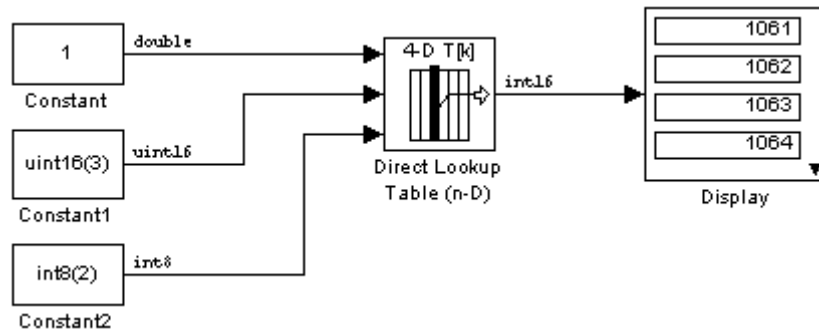 1
double
Constant
uint16(3)
uint16
Constant1
int8(2)
int8
Constant2
4-D T[k]
Direct Lookup
Table (n-D)
int16
1061
1062
1063
1064
Display